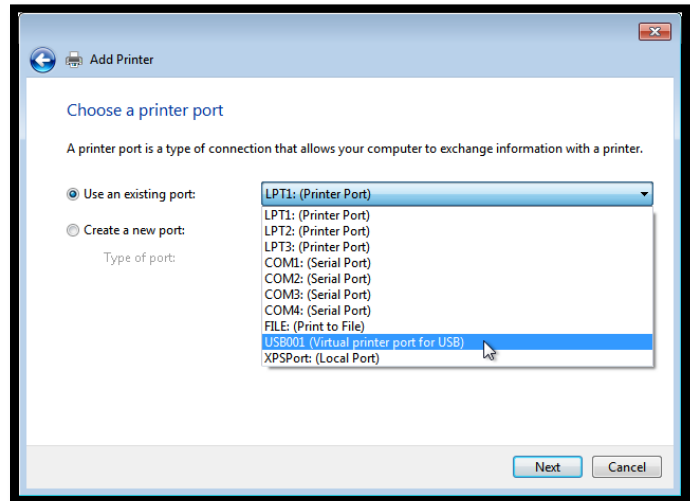 Add Printer
Choose a printer port
A printer port is a type of connection that allows your computer to exchange information with a printer.
Use an existing port: LPT1: (Printer Port)
LPT1: (Printer Port)
LPT2: (Printer Port)
Create a new port:
LPT3: (Printer Port)
Type of port:
COM1: (Serial Port)
COM2: (Serial Port)
COM3: (Serial Port)
COM4: (Serial Port)
FILE: (Print to File)
USB001 (Virtual printer port for USB)
XPSPort: (Local Port)
Next Cancel